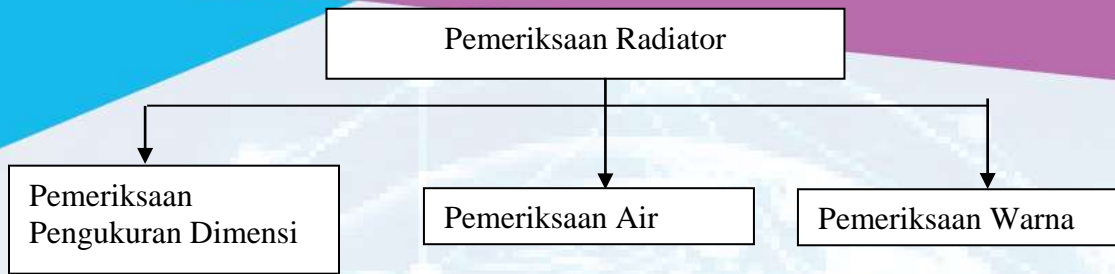 Pemeriksaan Radiator
Pemeriksaan
Pengukuran Dimensi
Pemeriksaan Air
Pemeriksaan Warna